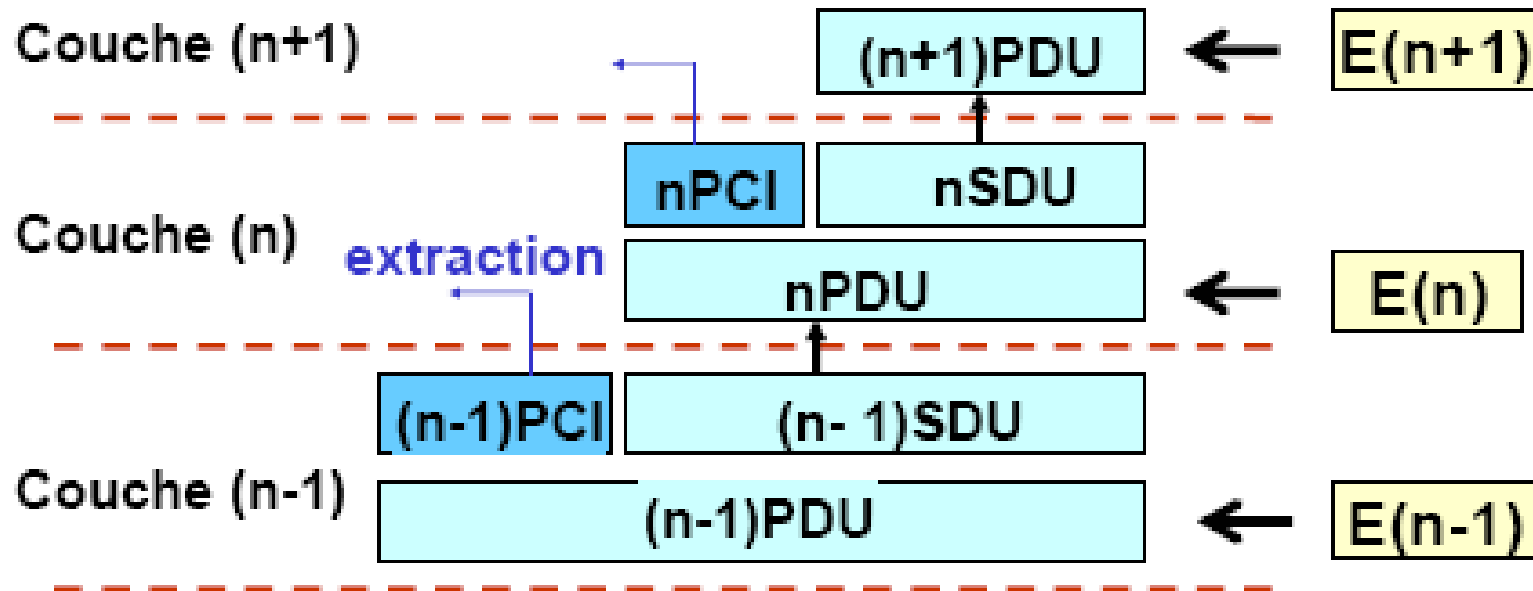 Couche (n+1)
(n+1)PDU
E(n+1)
nPCI
nSDU
Couche (n)
extraction
nPDU
E(n)
(n-1)PCI
(n- 1)SDU
Couche (n-1)
(n-1)PDU
E(n-1)